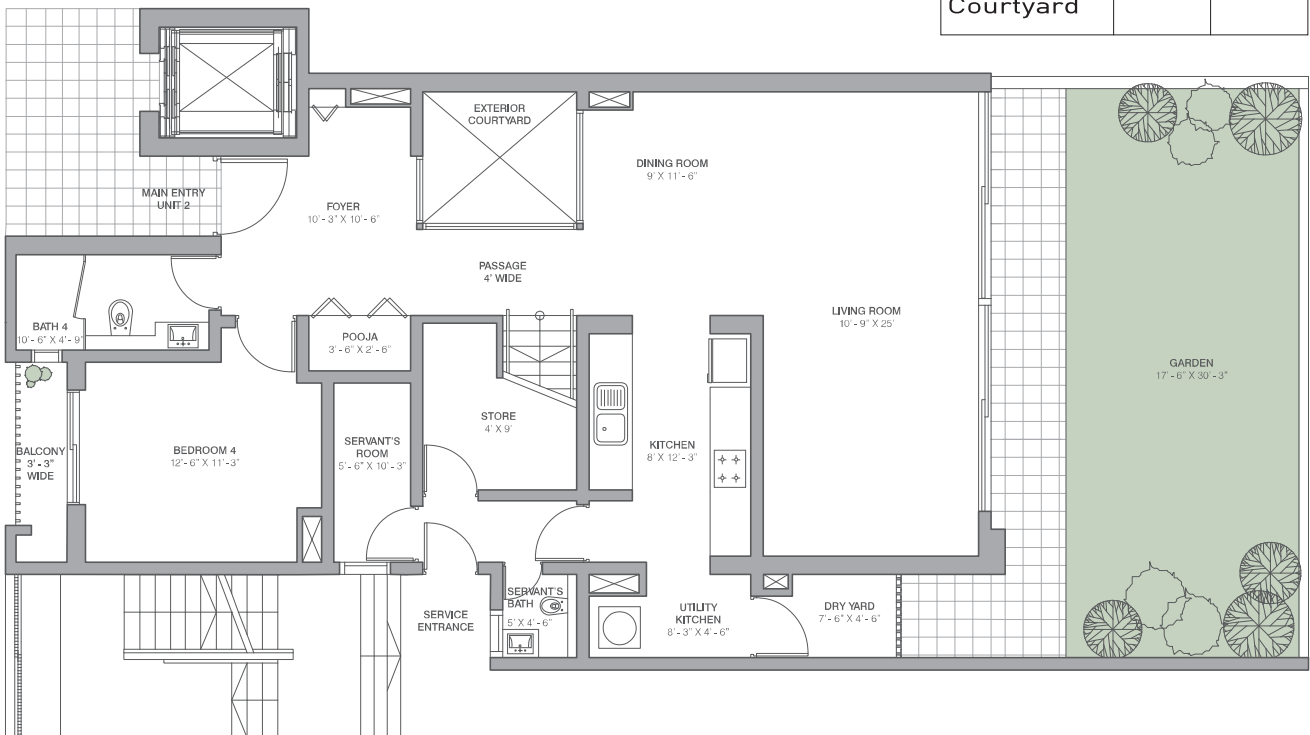 Courtyard
EXTERIOR
COURTYARD
DINING ROOM
9' X 11'- 6"
MAIN ENTRY
UNIT 2
FOYER
10' - 3" X 10' - 6"
PASSAGE
4' WIDE
BATH 4
10' - 6" X 4' - 9"
POOJA
3' - 6" X 2' - 6"
LIVING ROOM
10' - 9" X 25'
GARDEN
17' - 6" X 30' - 3"
STORE
4' X 9'
BALCONY
3' - 3"
WIDE
BEDROOM 4
12' - 6" X 11' - 3"
SERVANT'S
ROOM
5' - 6" X 10' - 3"
KITCHEN
8' X 12' - 3"
SERVICE
ENTRANCE
SERVANT'S
BATH
5' X 4' - 6"
UTILITY
KITCHEN
8' - 3" X 4' - 6"
DRY YARD
7' - 6" X 4' - 6"